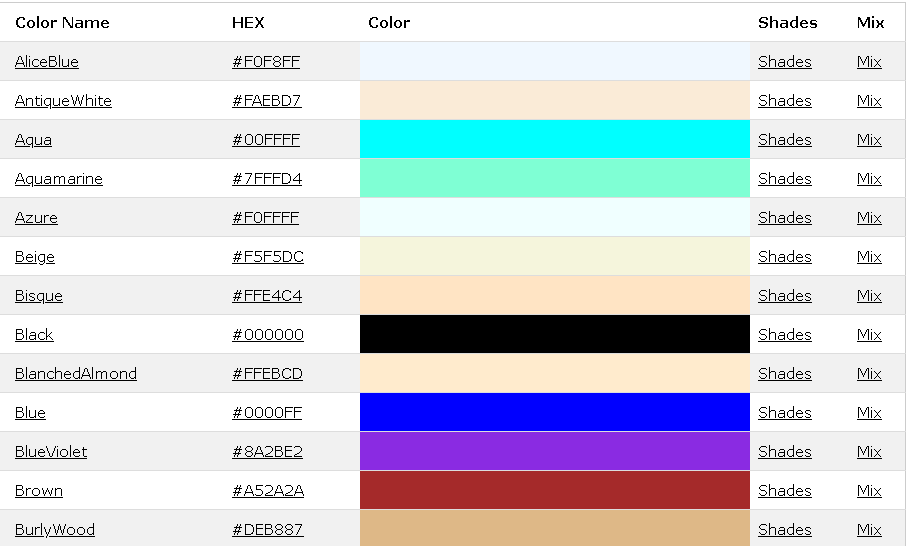 Color Name HEX Color Shades Mix
AliceBlue #F0F8FF Shades Mix
AntiqueWhite #FAEBD7 Shades Mix
Aqua #00FFFF Shades Mix
Aquamarine #7FFFD4 Shades Mix
Azure #F0FFFF Shades Mix
Beige #F5F5DC Shades Mix
Bisque #FFE4C4 Shades Mix
Black #000000 Shades Mix
BlanchedAlmond #FFEBCD Shades Mix
Blue #0000FF Shades Mix
BlueViolet #8A2BE2 Shades Mix
Brown #A52A2A Shades Mix
BurlyWood #DEB887 Shades Mix